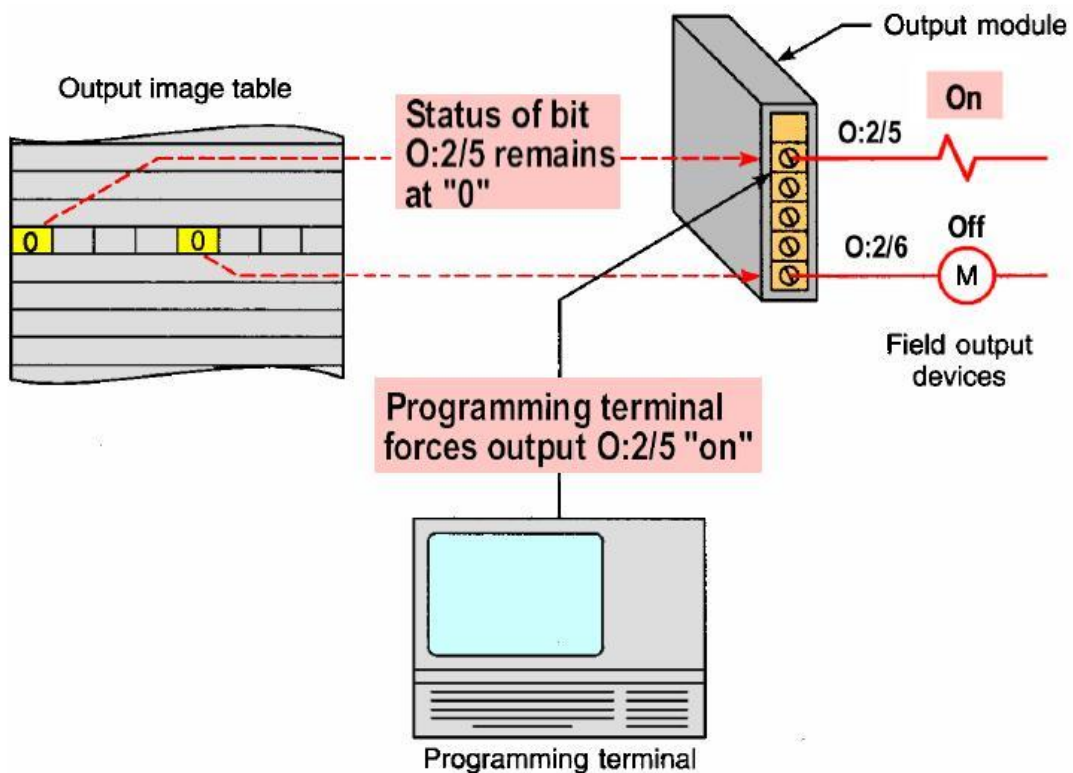 Output module
Output image table
Status of bit
O:2/5 remains
at "0"
On
O:2/5
0
0
Off
O:2/6
M
Field output
devices
Programming terminal
forces output O:2/5 "on"
Programming terminal